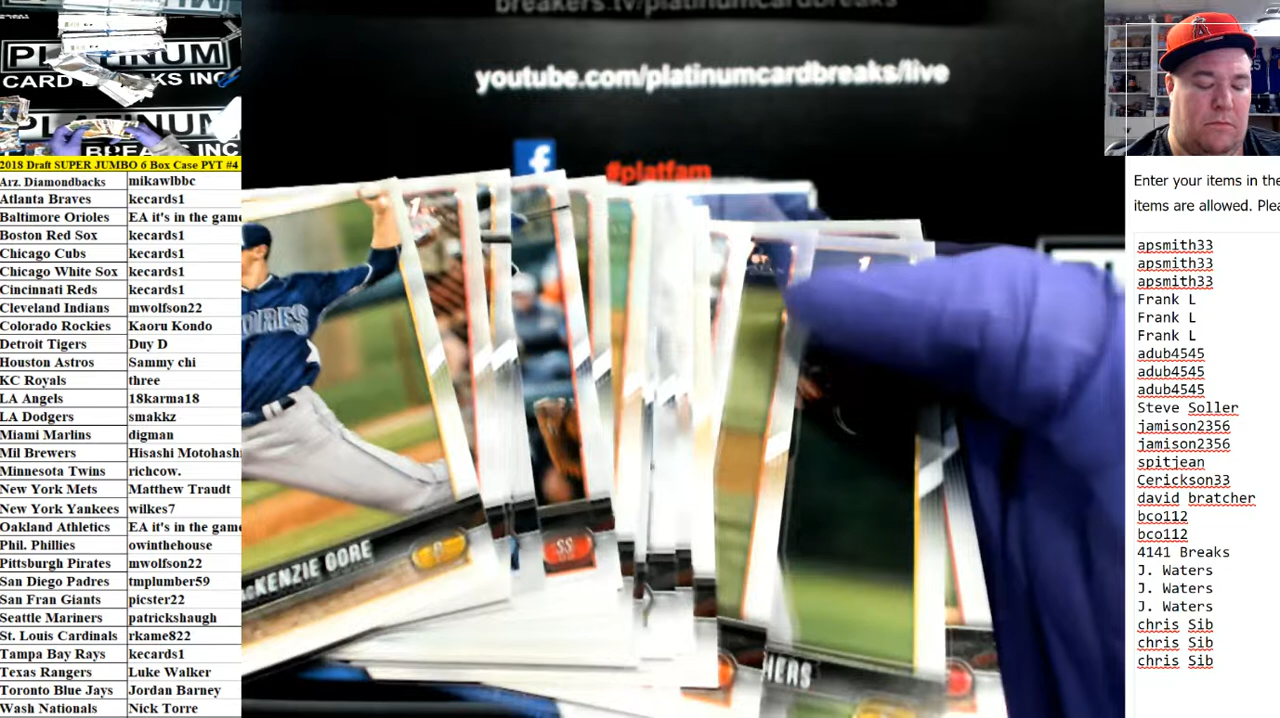 breakers.tv/platinumcardbreaks
youtube.com/platinumcardbreaks/live
#platfam
PLATINUM
CARD BREAKS INC
PLATINUM
BREAKS INC
2018 Draft SUPER JUMBO 6 Box Case PYT #4
Arz. Diamondbacks mikawlbbc
Atlanta Braves kecards1
Baltimore Orioles EA it's in the game
Boston Red Sox kecards1
Chicago Cubs kecards1
Chicago White Sox kecards1
Cincinnati Reds kecards1
Cleveland Indians mwolfson22
Colorado Rockies Kaoru Kondo
Detroit Tigers Duy D
Houston Astros Sammy chi
KC Royals three
LA Angels 18karma18
LA Dodgers smakkz
Miami Marlins digman
Mil Brewers Hisashi Motohash
Minnesota Twins richcow.
New York Mets Matthew Traudt
New York Yankees wilkes7
Oakland Athletics EA it's in the game
Phil. Phillies owinthehouse
Pittsburgh Pirates mwolfson22
San Diego Padres tmplumber59
San Fran Giants picster22
Seattle Mariners patrickshaugh
St. Louis Cardinals rkame822
Tampa Bay Rays kecards1
Texas Rangers Luke Walker
Toronto Blue Jays Jordan Barney
Wash Nationals Nick Torre
KENZIE GORE
P
SS
HERS
Enter your items in the
items are allowed. Plea
apsmith33
apsmith33
apsmith33
Frank L
Frank L
Frank L
adub4545
adub4545
adub4545
Steve Soller
jamison2356
jamison2356
spitjean
Cerickson33
david bratcher
bco112
bco112
4141 Breaks
J. Waters
J. Waters
J. Waters
chris Sib
chris Sib
chris Sib